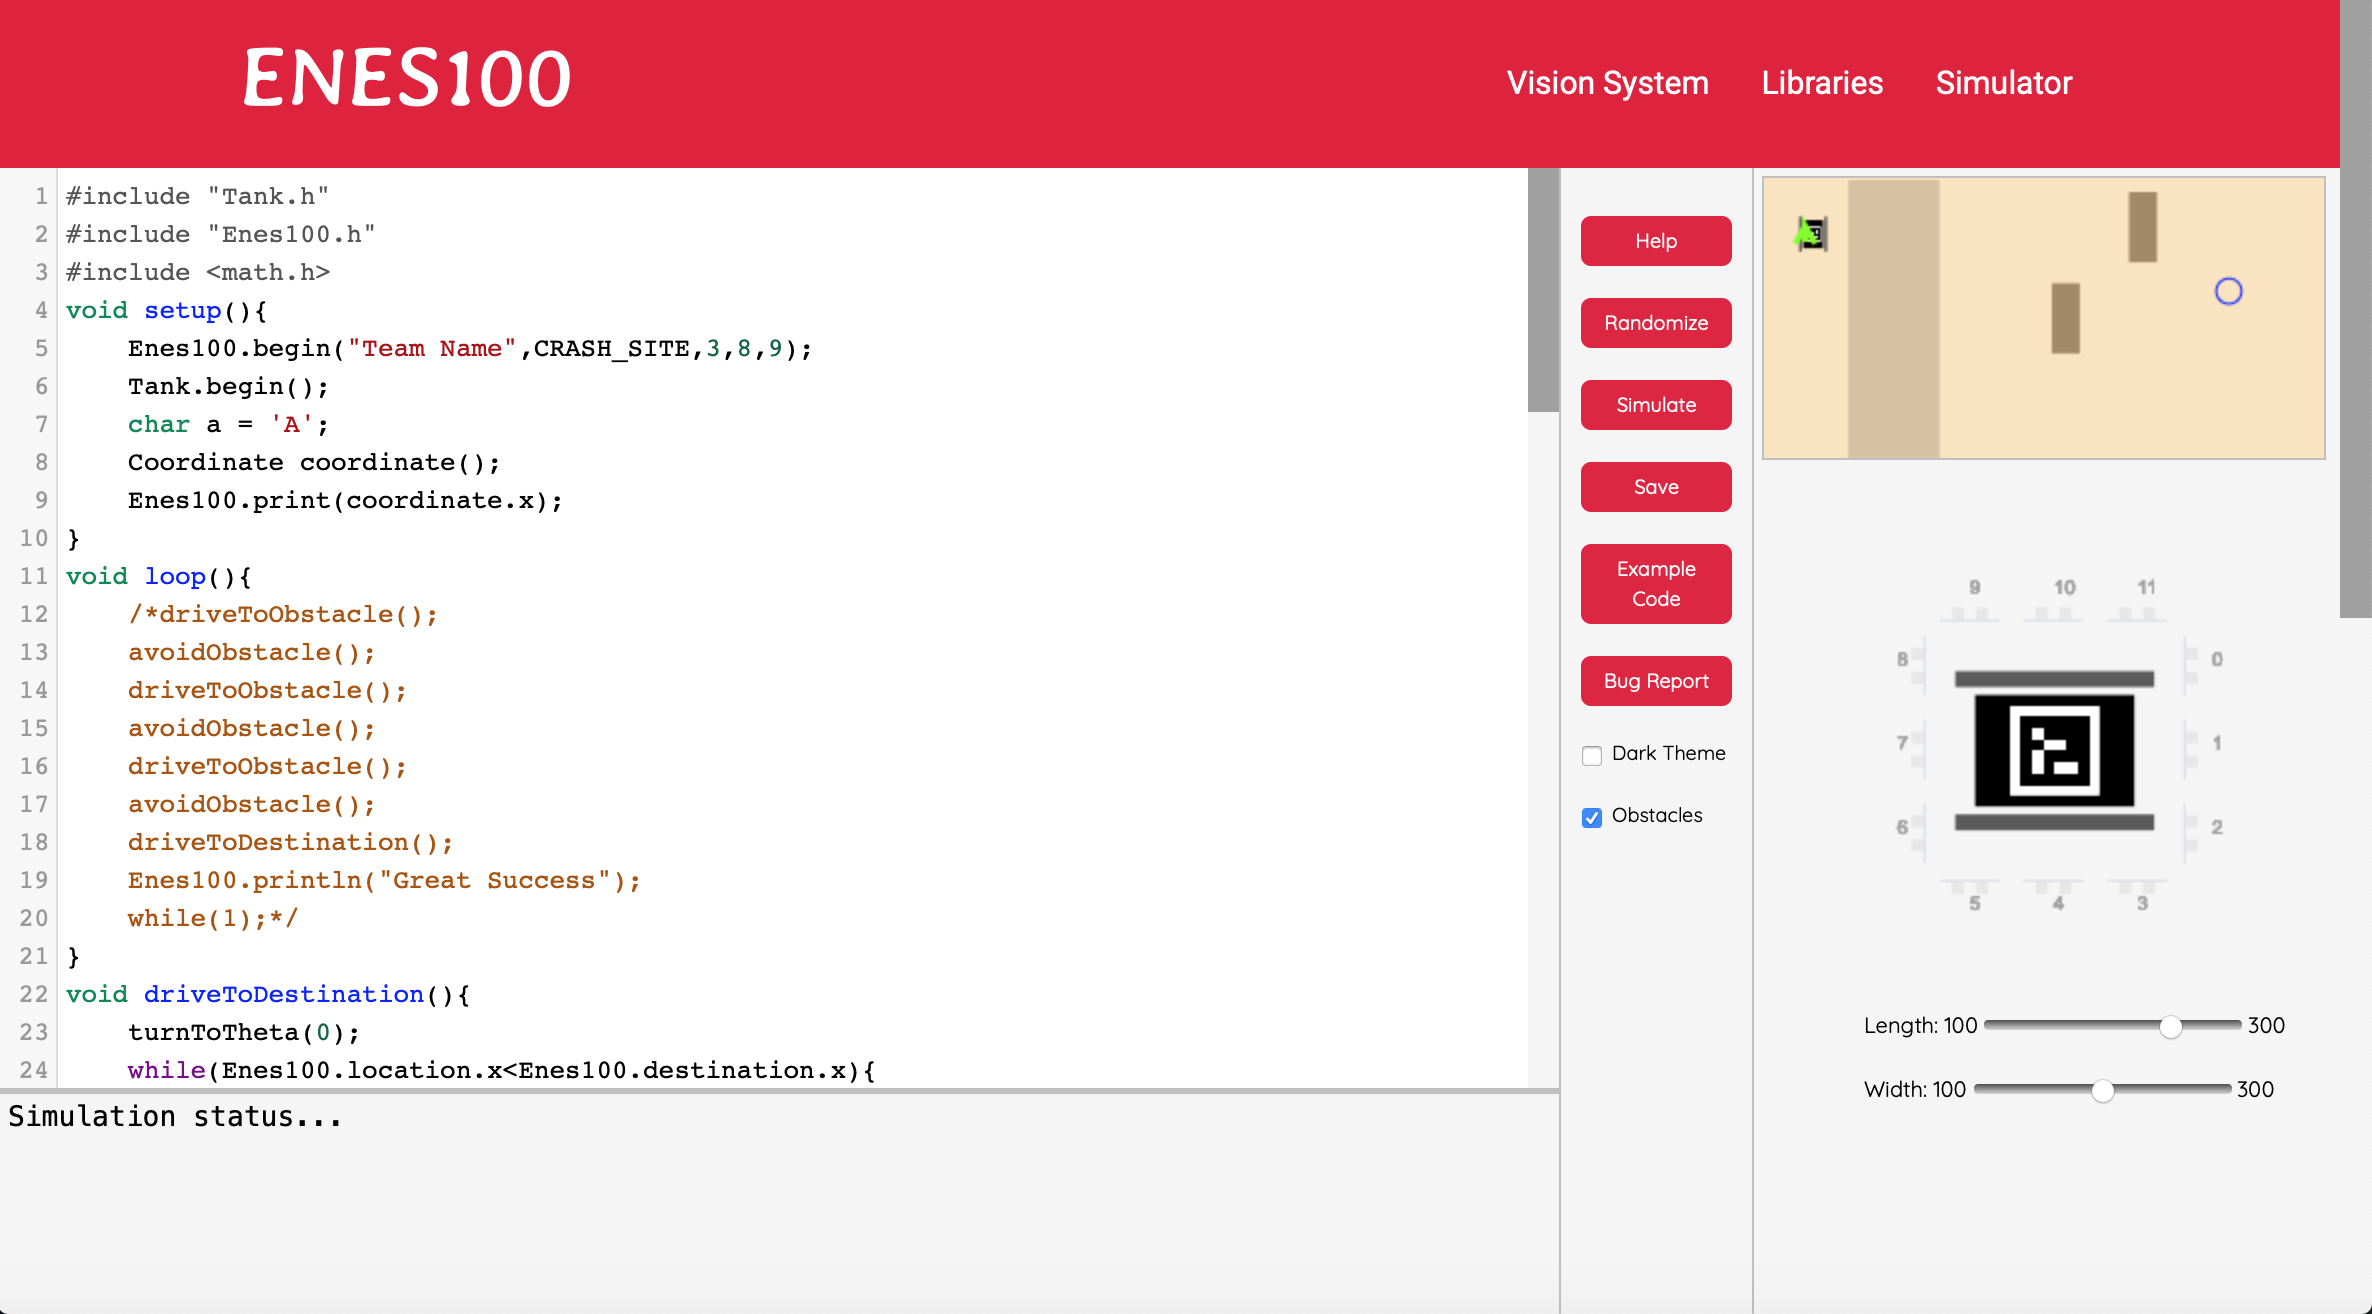 ENES100
Vision System Libraries Simulator
1 #include "Tank.h"
2 #include "Enes100.h"
3 #include <math.h>
4 void setup(){
5 Enes100.begin("Team Name",CRASH_SITE,3,8,9);
6 Tank.begin();
7 char a = 'A';
8 Coordinate coordinate();
9 Enes100.print(coordinate.x);
10 }
11 void loop(){
12 /*driveToObstacle();
13 avoidObstacle();
14 driveToObstacle();
15 avoidObstacle();
16 driveToObstacle();
17 avoidObstacle();
18 driveToDestination();
19 Enes100.println("Great Success");
20 while(1);*/
21 }
22 void driveToDestination(){
23 turnToTheta(0);
24 while(Enes100.location.x<Enes100.destination.x){
Simulation status...
Help
Randomize
Simulate
Save
Example
Code
Bug Report
Dark Theme
Obstacles
9 10 11
8 0
7 1
6 2
5 4 3
Length: 100 300
Width: 100 300